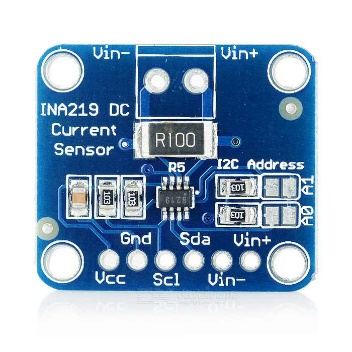 Vin- Vin+
INA219 DC
Current
Sensor
R100
R5
I2C Address
103 103
103 A1
103 A0
Gnd Sda Vin+
Vcc Scl Vin-